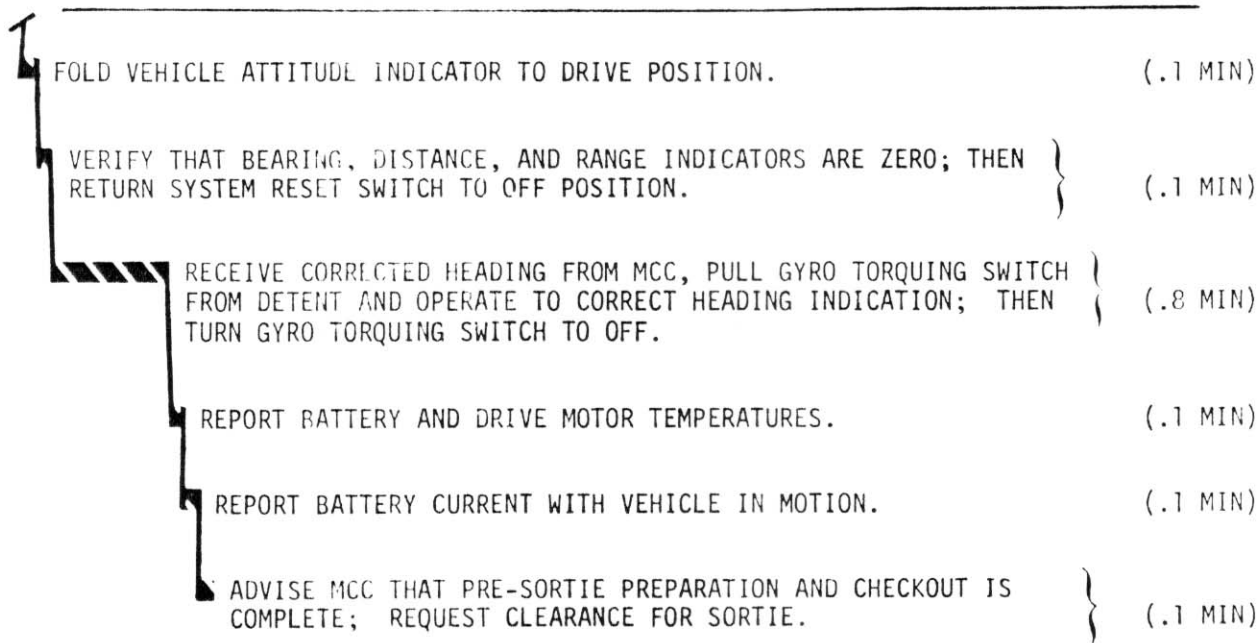 FOLD VEHICLE ATTITUDE INDICATOR TO DRIVE POSITION. (.1 MIN)
VERIFY THAT BEARING, DISTANCE, AND RANGE INDICATORS ARE ZERO; THEN
RETURN SYSTEM RESET SWITCH TO OFF POSITION. (.1 MIN)
RECEIVE CORRECTED HEADING FROM MCC, PULL GYRO TORQUING SWITCH
FROM DETENT AND OPERATE TO CORRECT HEADING INDICATION; THEN (.8 MIN)
TURN GYRO TORQUING SWITCH TO OFF.
REPORT BATTERY AND DRIVE MOTOR TEMPERATURES. (.1 MIN)
REPORT BATTERY CURRENT WITH VEHICLE IN MOTION. (.1 MIN)
ADVISE MCC THAT PRE-SORTIE PREPARATION AND CHECKOUT IS
COMPLETE; REQUEST CLEARANCE FOR SORTIE. (.1 MIN)